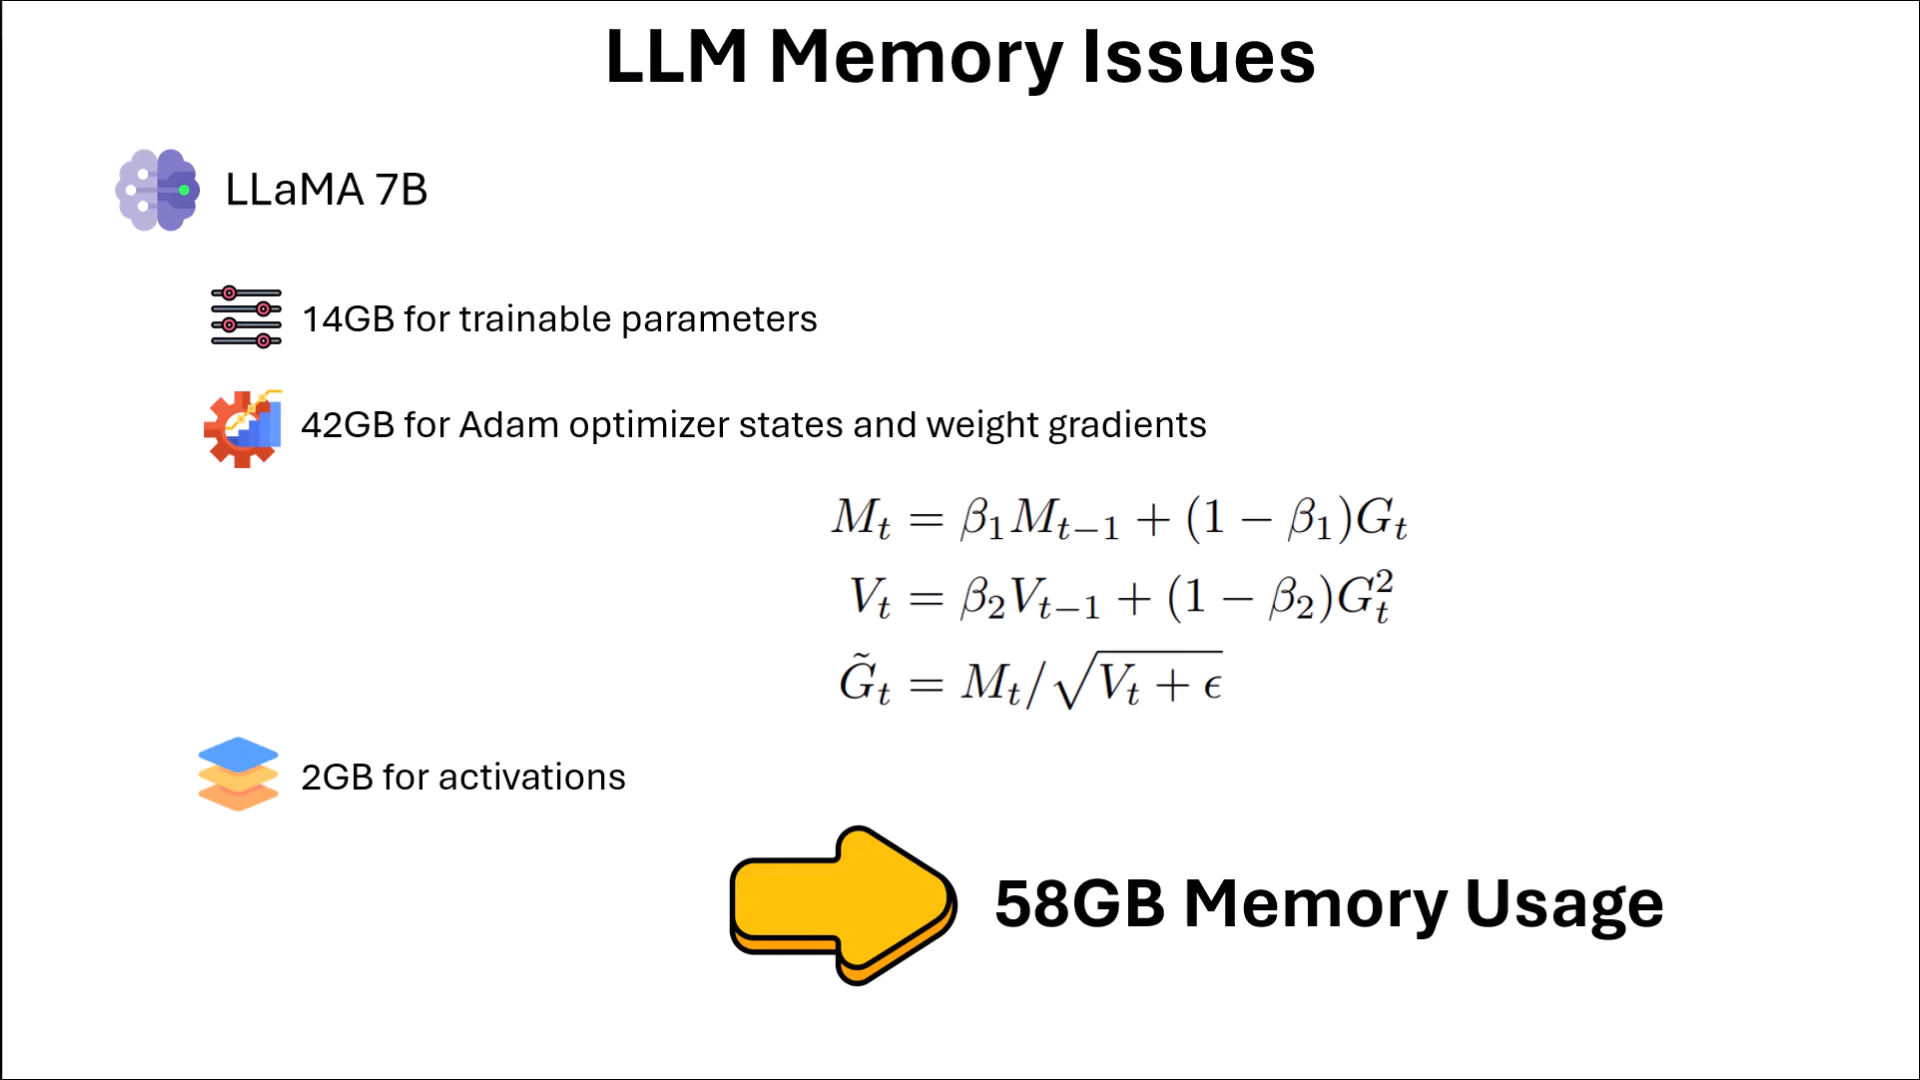 LLM Memory Issues
LLaMA 7B
14GB for trainable parameters
42GB for Adam optimizer states and weight gradients
M_t = β_1 M_{t−1} + (1 − β_1)G_t
V_t = β_2 V_{t−1} + (1 − β_2)G_t^2
G̃_t = M_t/√(V_t + ϵ)
2GB for activations
58GB Memory Usage